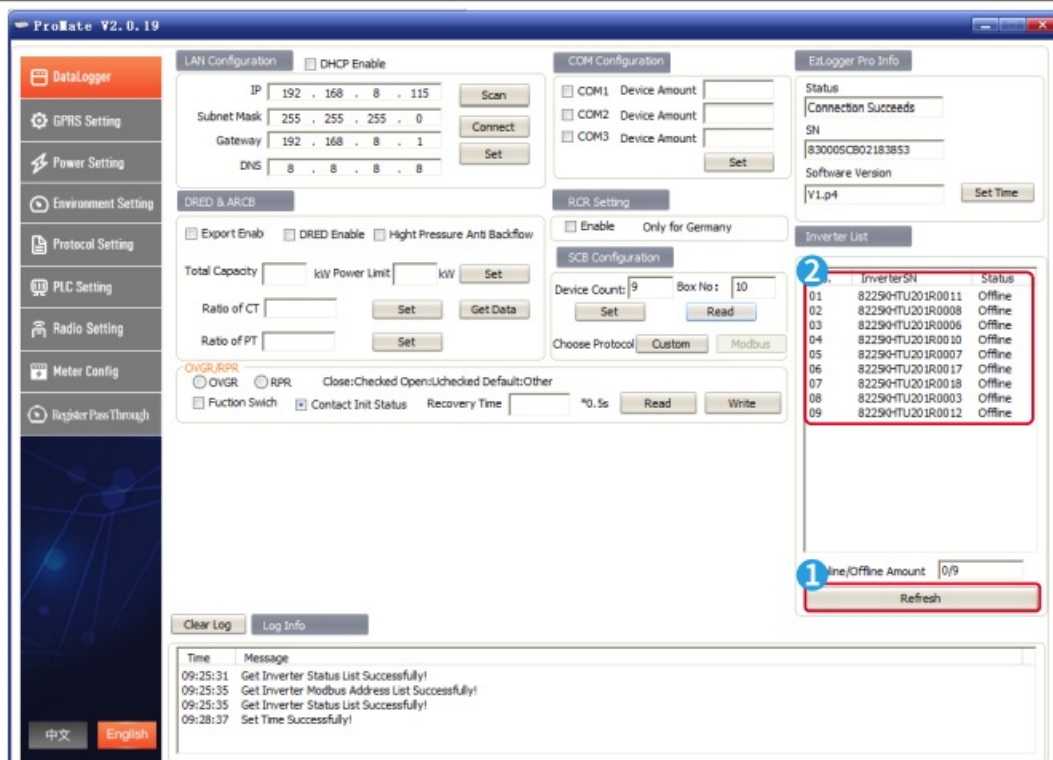 ProMate V2.0.19
DataLogger
GPRS Setting
Power Setting
Environment Setting
Protocol Setting
PLC Setting
Radio Setting
Meter Config
Register Pass Through
中文 English
LAN Configuration DHCP Enable
IP 192 . 168 . 8 . 115 Scan
Subnet Mask 255 . 255 . 255 . 0 Connect
Gateway 192 . 168 . 8 . 1
Set
DNS 8 . 8 . 8 . 8
COM Configuration
COM1 Device Amount
COM2 Device Amount
COM3 Device Amount
Set
EzLogger Pro Info
Status
Connection Succeeds
SN
83000SCB02183853
Software Version
V1.p4 Set Time
DRED & ARCB
Export Enab DRED Enable Hight Pressure Anti Backflow
Total Capacity kW Power Limit kW Set
Ratio of CT Set Get Data
Ratio of PT Set
RCR Setting
Enable Only for Germany
SCB Configuration
Device Count: 9 Box No: 10
Set Read
Choose Protocol Custom Modbus
OVGR/RPR
OVGR RPR Close:Checked Open:Uchecked Default:Other
Fuction Swich Contact Init Status Recovery Time *0.5s Read Write
Inverter List
2
InverterSN Status
01 8225KHTU201R0011 Offline
02 8225KHTU201R0008 Offline
03 8225KHTU201R0006 Offline
04 8225KHTU201R0010 Offline
05 8225KHTU201R0007 Offline
06 8225KHTU201R0017 Offline
07 8225KHTU201R0018 Offline
08 8225KHTU201R0003 Offline
09 8225KHTU201R0012 Offline
1
line/Offline Amount 0/9
Refresh
Clear Log Log Info
Time Message
09:25:31 Get Inverter Status List Successfully!
09:25:35 Get Inverter Modbus Address List Successfully!
09:25:35 Get Inverter Status List Successfully!
09:28:37 Set Time Successfully!